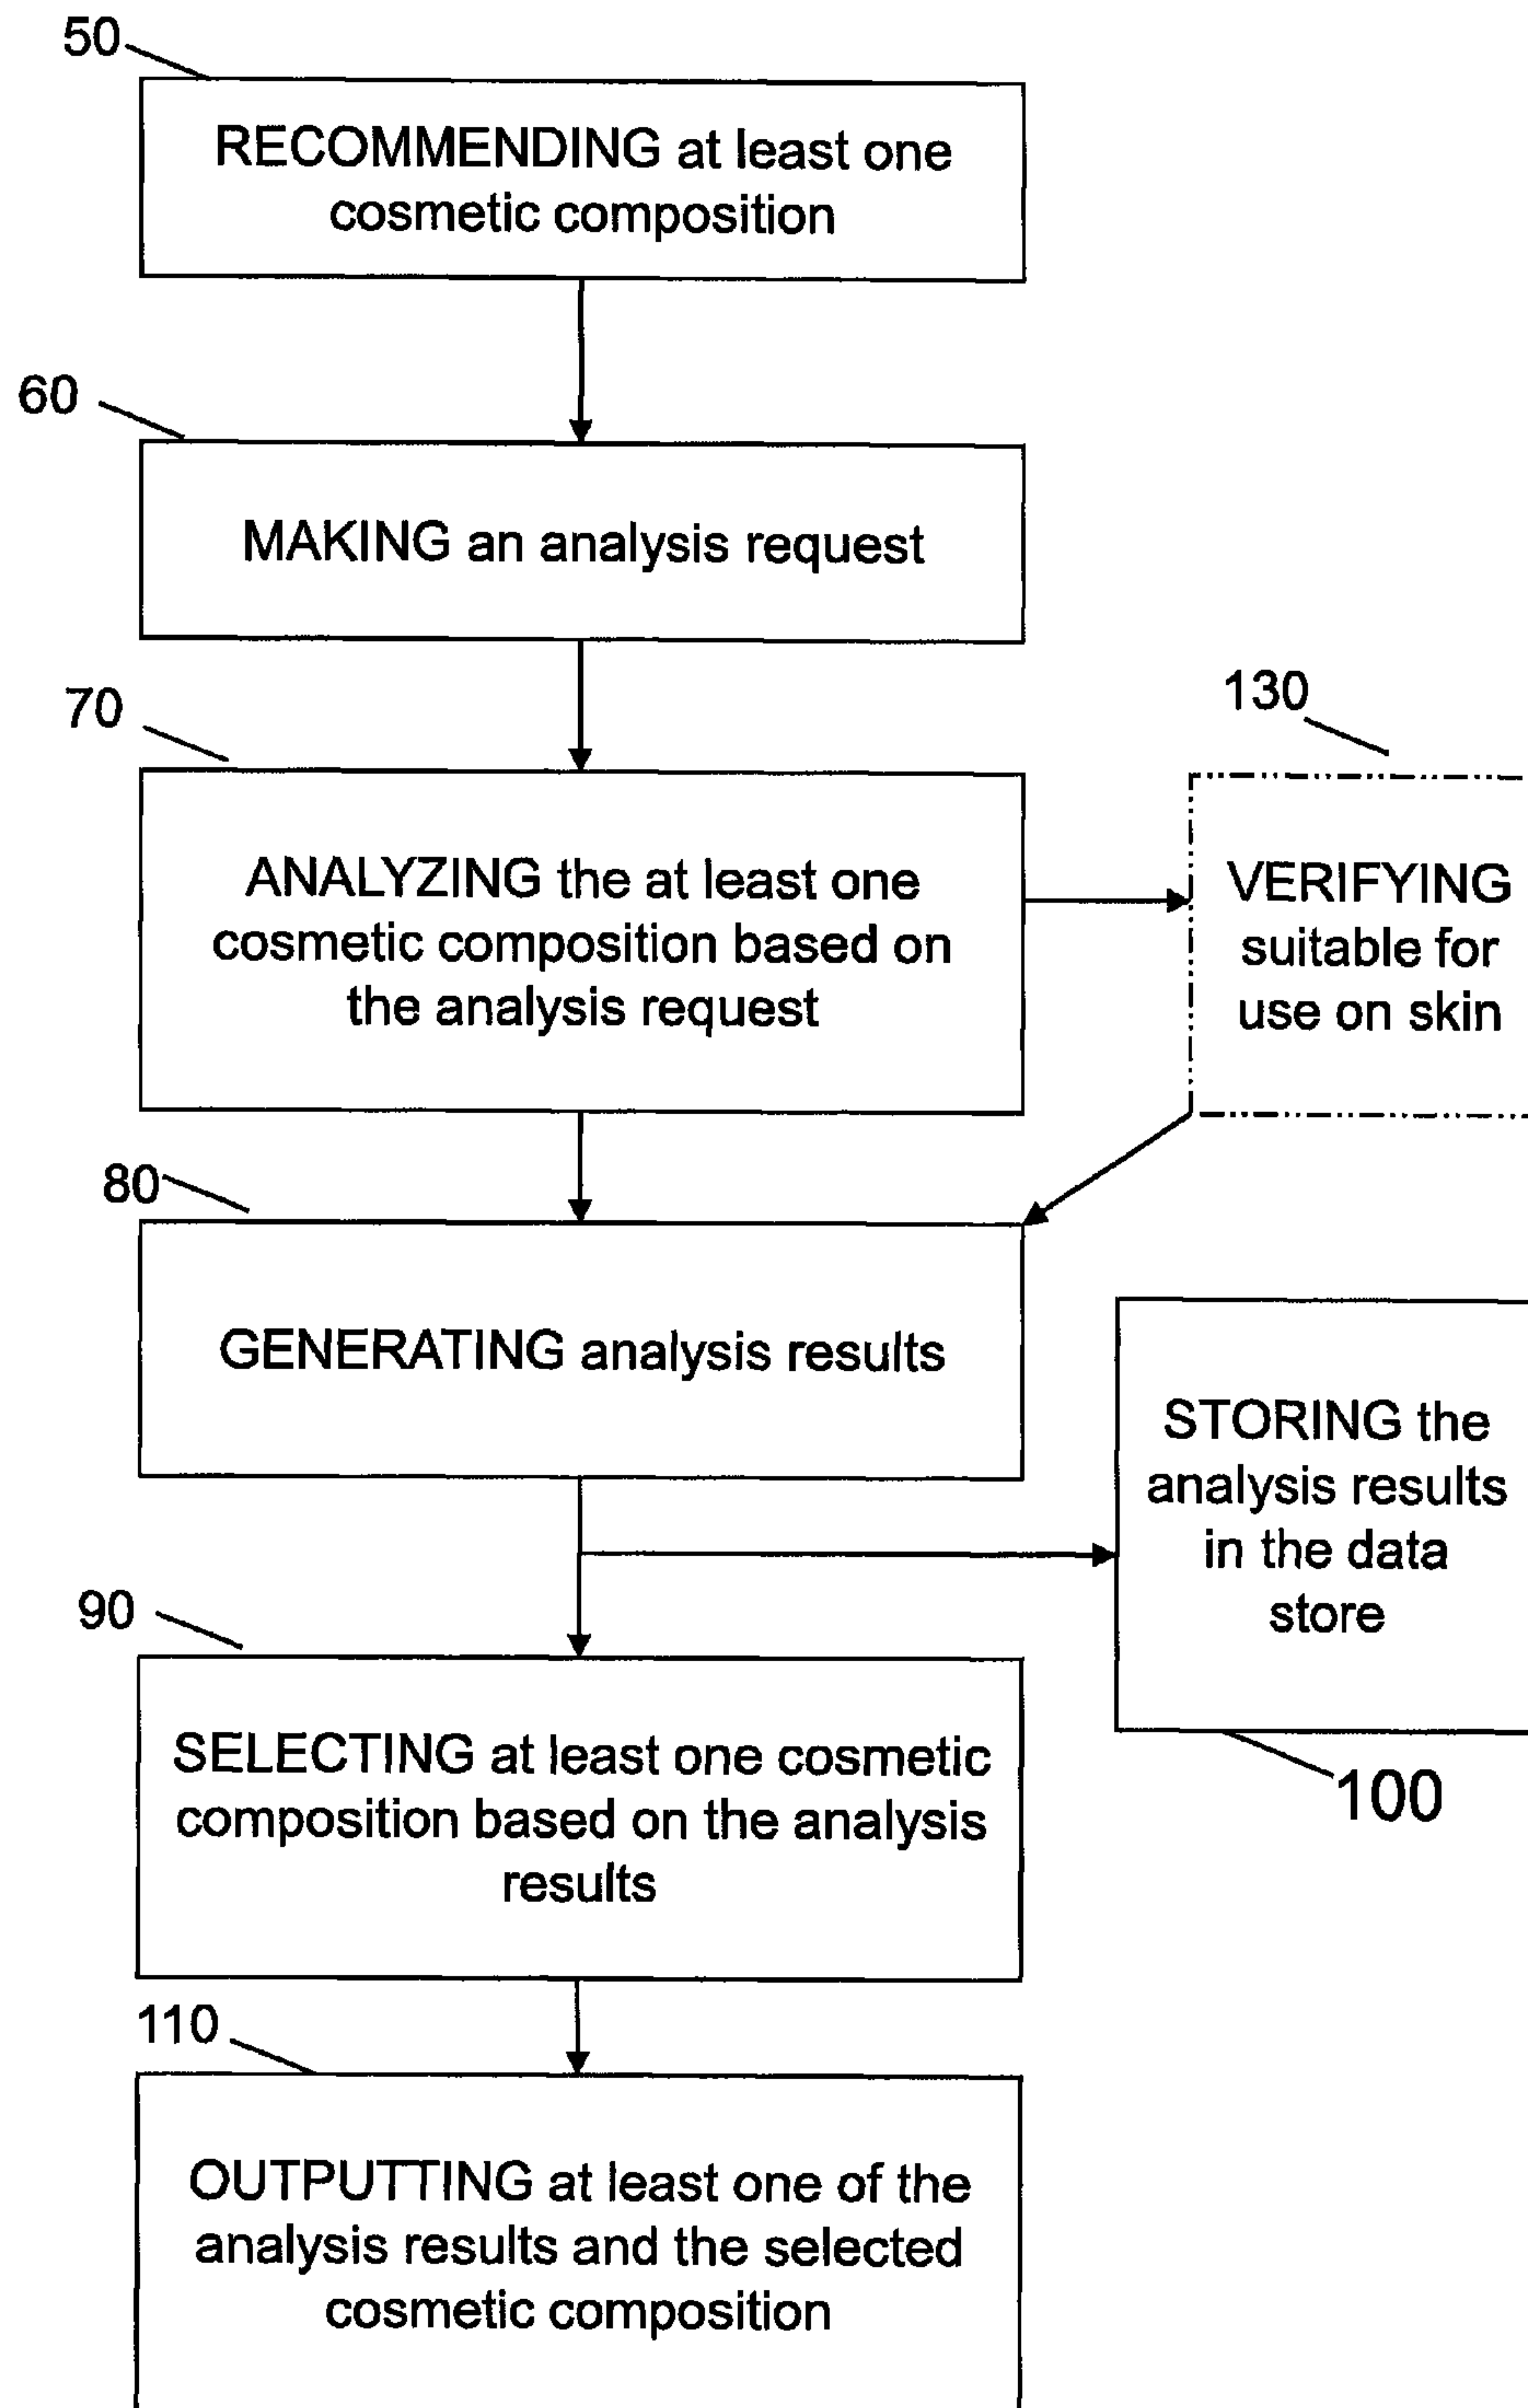 50
RECOMMENDING at least one
cosmetic composition
60
MAKING an analysis request
70
130
ANALYZING the at least one
cosmetic composition based on
the analysis request
VERIFYING
suitable for
use on skin
80
GENERATING analysis results
STORING the
analysis results
in the data
store
90
100
SELECTING at least one cosmetic
composition based on the analysis
results
110
OUTPUTTING at least one of the
analysis results and the selected
cosmetic composition